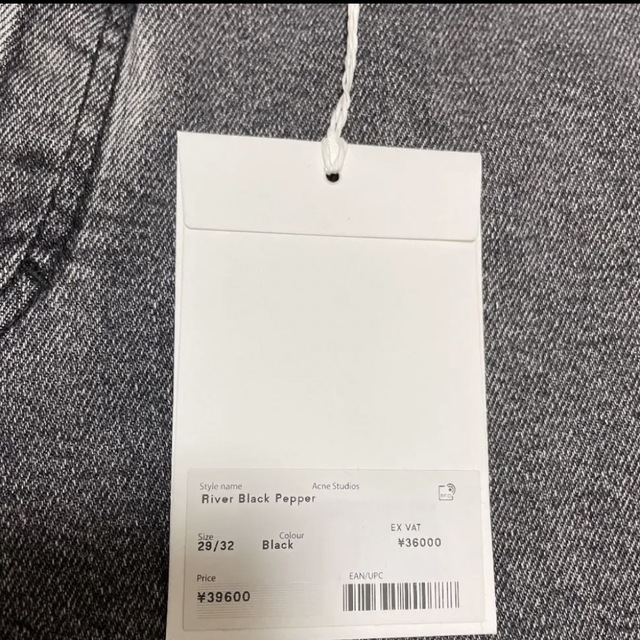 Style name Acne Studios
River Black Pepper
RFID
Size Colour EX VAT
29/32 Black ¥36000
Price EAN/UPC
¥39600